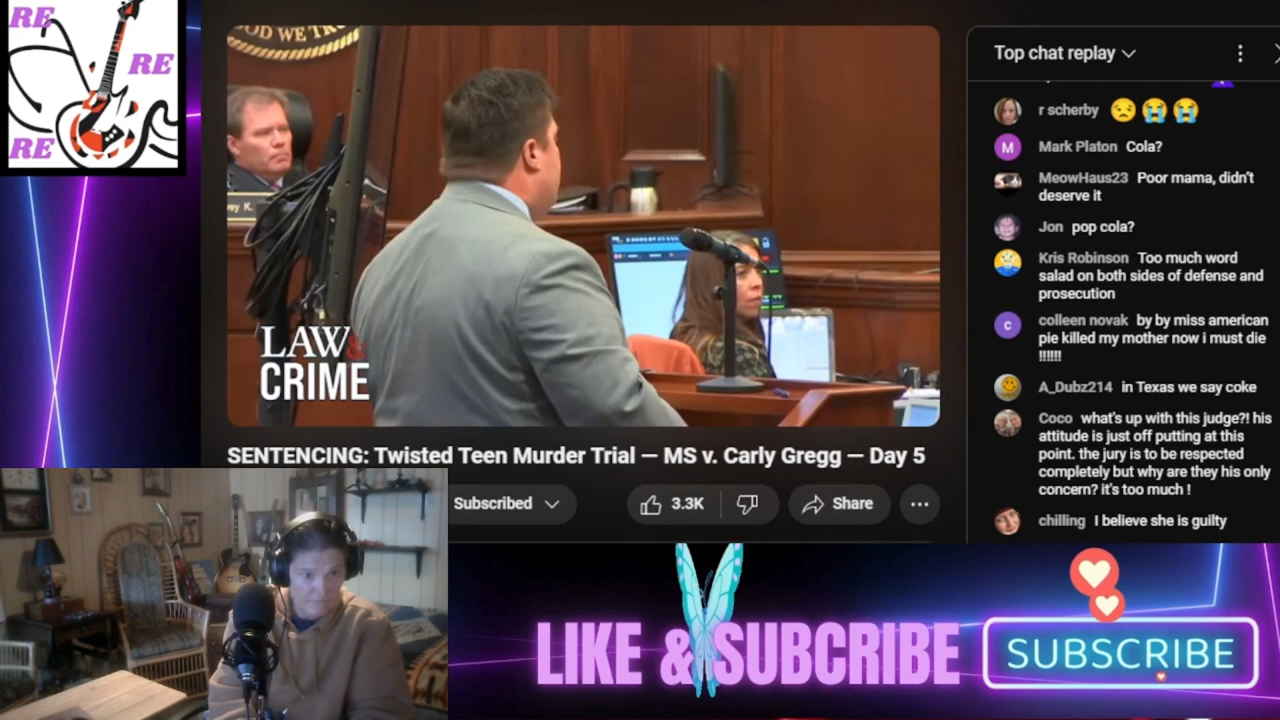 RE
RE
RE
OD WE TRU
vey K.
LAW&
CRIME
SENTENCING: Twisted Teen Murder Trial — MS v. Carly Gregg — Day 5
Subscribed
3.3K
Share
Top chat replay
r scherby 😟😭😭
M
Mark Platon Cola?
MeowHaus23 Poor mama, didn't
deserve it
Jon pop cola?
Kris Robinson Too much word
salad on both sides of defense and
prosecution
c
colleen novak by by miss american
pie killed my mother now i must die
!!!!!!
A_Dubz214 in Texas we say coke
Coco what's up with this judge?! his
attitude is just off putting at this
point. the jury is to be respected
completely but why are they his only
concern? it's too much !
chilling I believe she is guilty
LIKE & SUBCRIBE
SUBSCRIBE